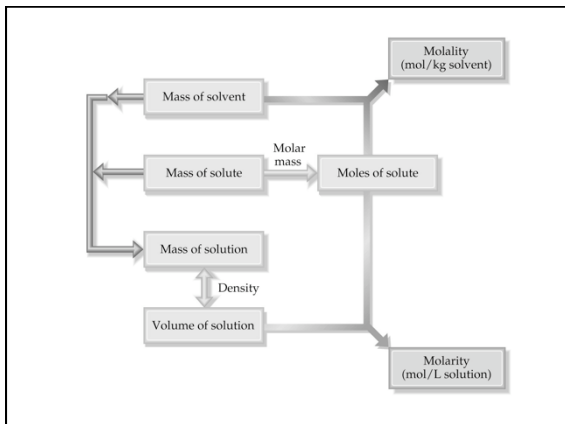 Molality
(mol/kg solvent)
Mass of solvent
Molar
mass
Mass of solute
Moles of solute
Mass of solution
Density
Volume of solution
Molarity
(mol/L solution)